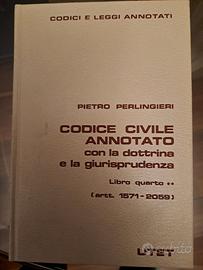 CODICI E LEGGI ANNOTATI
PIETRO PERLINGIERI
CODICE CIVILE
ANNOTATO
con la dottrina
e la giurisprudenza
Libro quarto **
(artt. 1571-2059)
UTET
subito